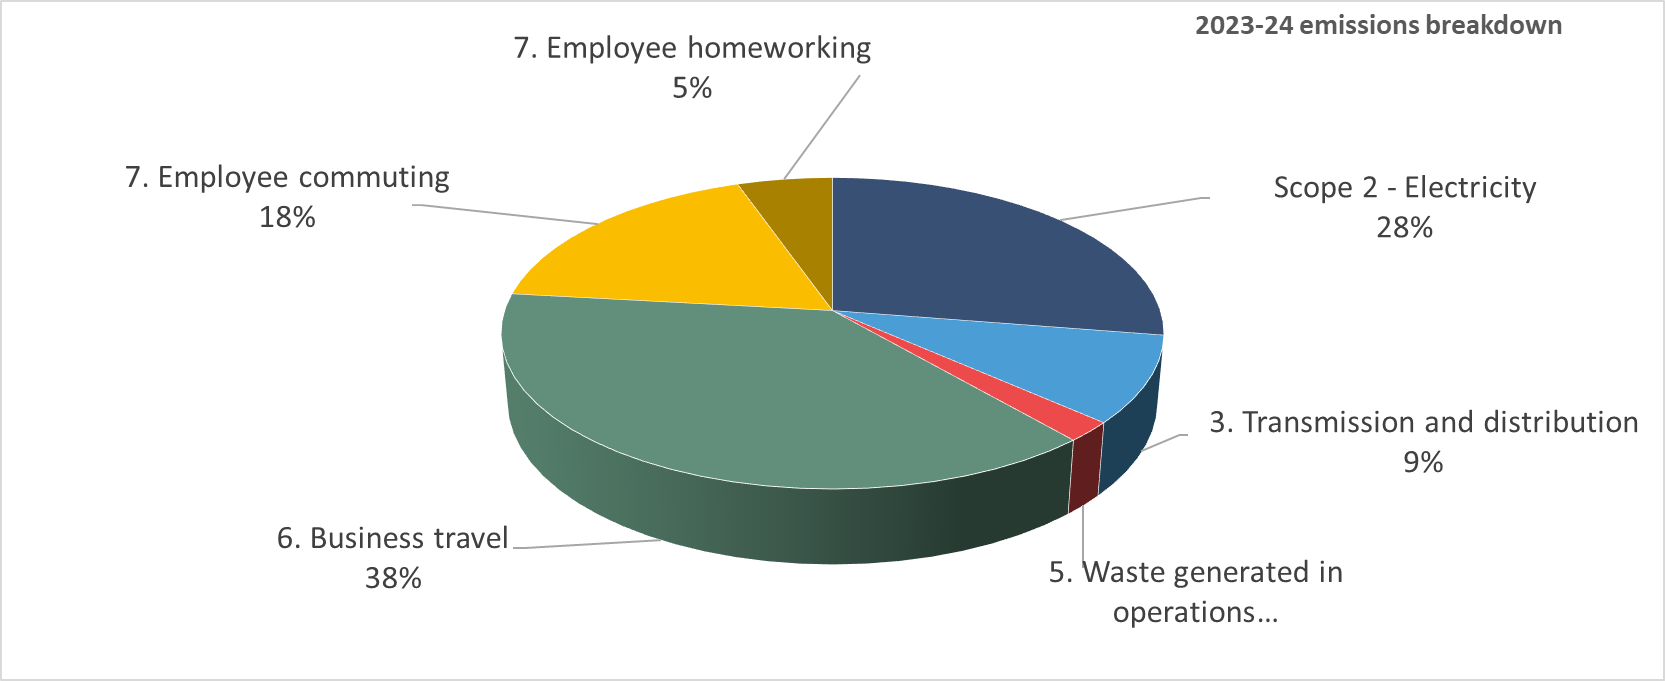 2023-24 emissions breakdown
7. Employee homeworking
5%
7. Employee commuting
18%
Scope 2 - Electricity
28%
3. Transmission and distribution
9%
6. Business travel
38%
5. Waste generated in
operations...